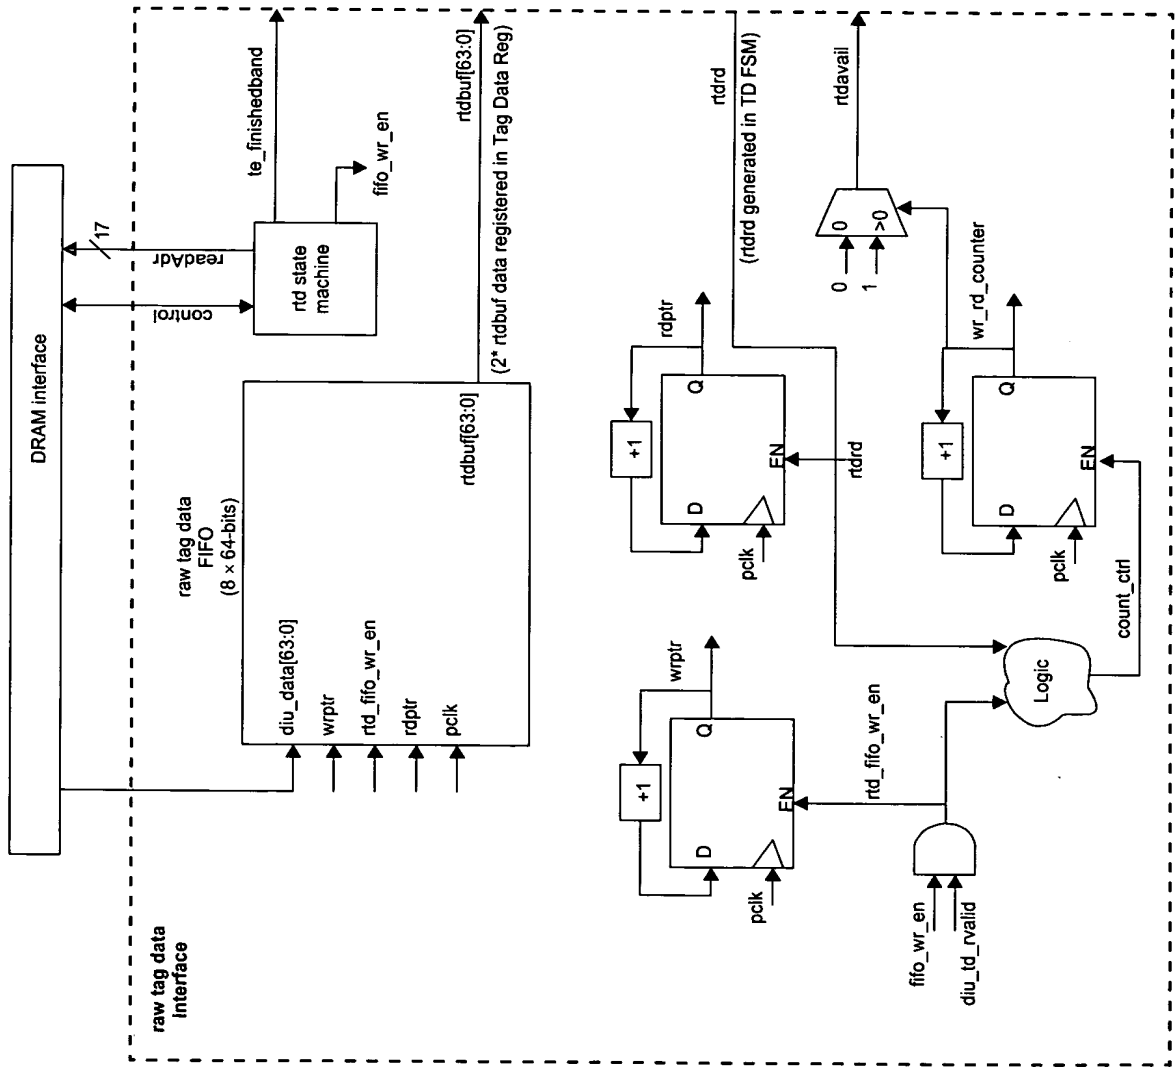 raw tag data
Interface
DRAM interface
control
readAdr
17
rtd state
machine
te_finishedband
fifo_wr_en
raw tag data
FIFO
(8 × 64-bits)
diu_data[63:0]
wrptr
rtd_fifo_wr_en
rdptr
pclk
rtdbuf[63:0]
rtdbuf[63:0]
(2* rtdbuf data registered in Tag Data Reg)
+1
D
Q
EN
pclk
wrptr
+1
D
Q
EN
pclk
rdptr
rtdrd
rtdrd
(rtdrd generated in TD FSM)
fifo_wr_en
diu_td_rvalid
rtd_fifo_wr_en
Logic
count_ctrl
+1
D
Q
EN
pclk
wr_rd_counter
0
1
0
>0
rtdavail